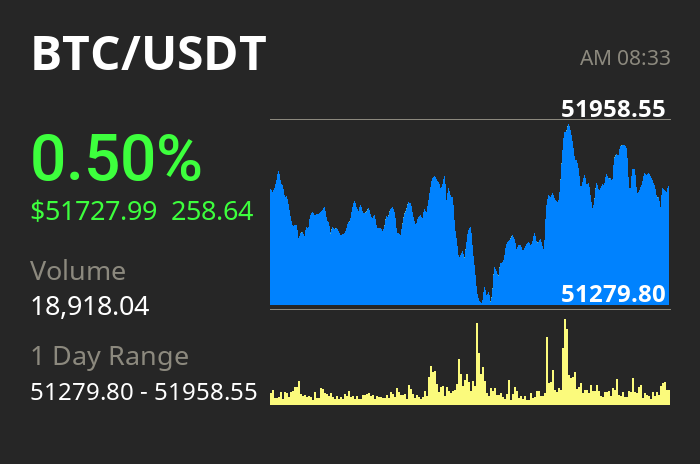 BTC/USDT
AM 08:33
0.50%
$51727.99 258.64
Volume
18,918.04
1 Day Range
51279.80 - 51958.55
51958.55
51279.80